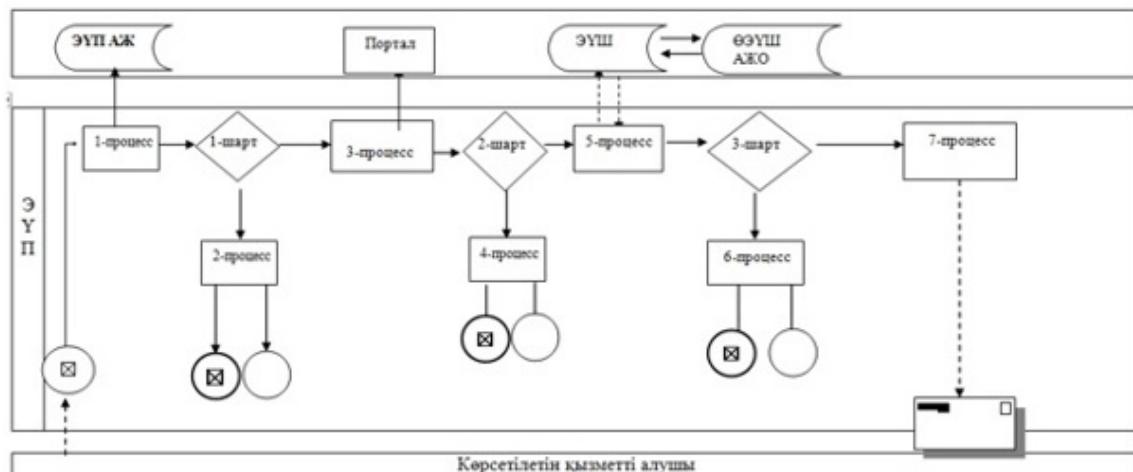 ЭҮП АЖ
Портал
ЭҮШ
ӨЭҮШ
АЖО
1-процесс
1-шарт
3-процесс
2-шарт
5-процесс
3-шарт
7-процесс
Э
Ү
П
2-процесс
4-процесс
6-процесс
Көрсетілетін қызметті алушы